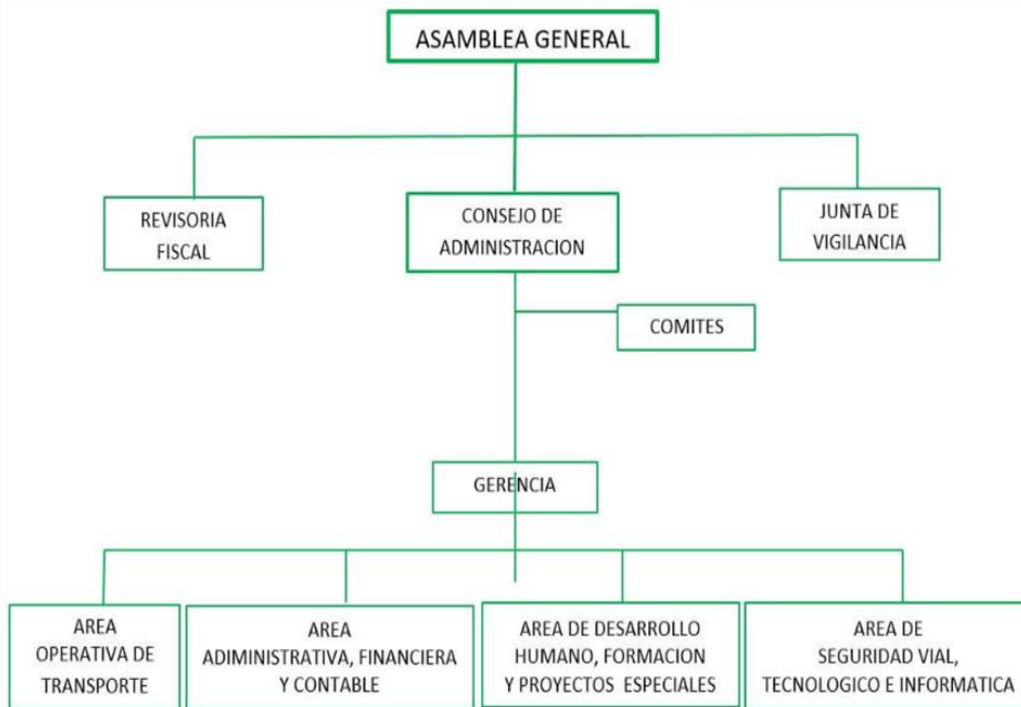 ASAMBLEA GENERAL
REVISORIA
FISCAL
CONSEJO DE
ADMINISTRACION
JUNTA DE
VIGILANCIA
COMITES
GERENCIA
AREA
OPERATIVA DE
TRANSPORTE
AREA
ADIMINISTRATIVA, FINANCIERA
Y CONTABLE
AREA DE DESARROLLO
HUMANO, FORMACION
Y PROYECTOS ESPECIALES
AREA DE
SEGURIDAD VIAL,
TECNOLOGICO E INFORMATICA